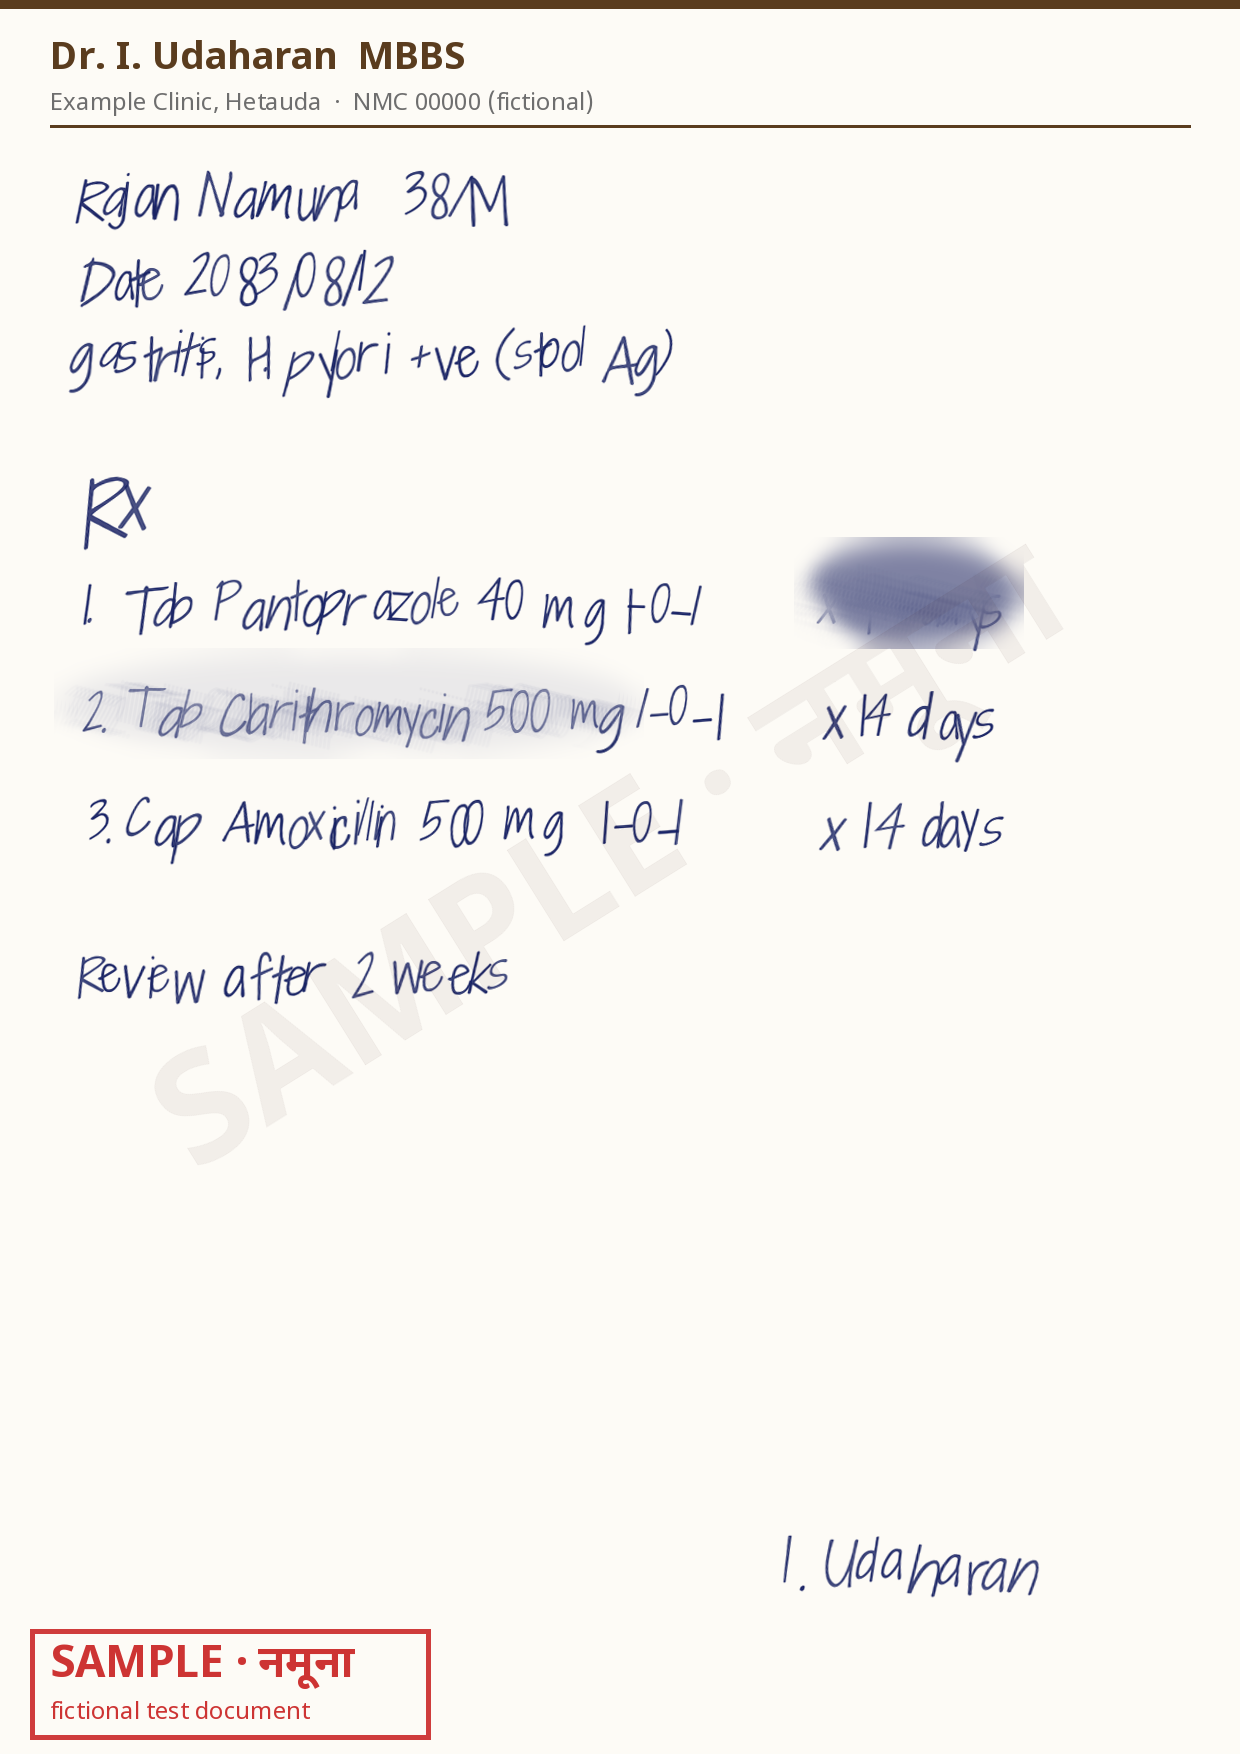 Dr. I. Udaharan MBBS
Example Clinic, Hetauda · NMC 00000 (fictional)
Rajan Namuna 38/M
Date 2083/08/12
gastritis, H pylori +ve (stool Ag)
Rx
1. Tab Pantoprazole 40 mg 1-0-1
2. Tab Clarithromycin 500 mg 1-0-1 x 14 days
3. Cap Amoxicillin 500 mg 1-0-1 x 14 days
Review after 2 weeks
SAMPLE · नमूना
I. Udaharan
SAMPLE · नमूना
fictional test document